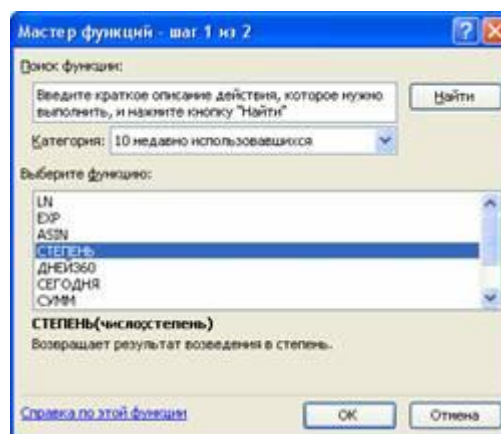 Мастер функций - шаг 1 из 2
Поиск функции:
Введите краткое описание действия, которое нужно
выполнить, и нажмите кнопку "Найти"
Найти
Категория: 10 недавно использовавшихся
Выберите функцию:
LN
EXP
ASIN
СТЕПЕНЬ
ДНЕЙ360
СЕГОДНЯ
СУММ
СТЕПЕНЬ(число;степень)
Возвращает результат возведения в степень.
Справка по этой функции
ОК
Отмена